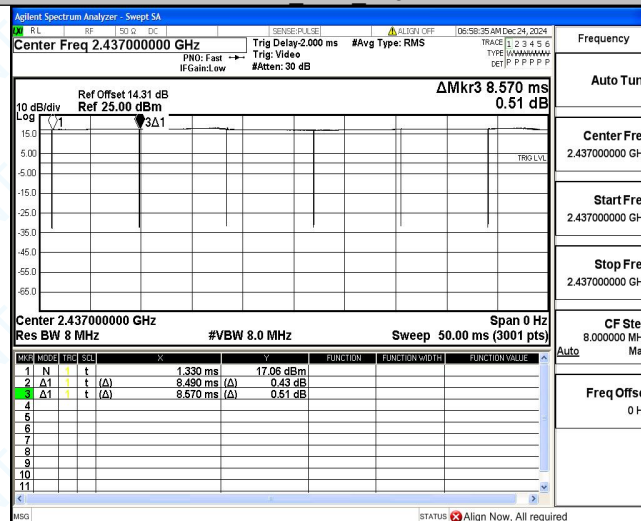 Agilent Spectrum Analyzer - Swept SA
RL RF 50 Ω DC SENSE:PULSE ALIGN OFF 06:58:35 AM Dec 24, 2024
Center Freq 2.437000000 GHz
PNO: Fast
IFGain:Low
Trig Delay-2.000 ms
Trig: Video
#Atten: 30 dB
#Avg Type: RMS
TRACE 1 2 3 4 5 6
TYPE
DET P P P P P P
Frequency
Ref Offset 14.31 dB
Ref 25.00 dBm
10 dB/div
Log
ΔMkr3 8.570 ms
0.51 dB
1
3Δ1
15.0
5.00
TRIG LVL
-5.00
-15.0
-25.0
-35.0
-45.0
-55.0
-65.0
Center 2.437000000 GHz Span 0 Hz
Res BW 8 MHz #VBW 8.0 MHz Sweep 50.00 ms (3001 pts)
MKR MODE TRC SCL X Y FUNCTION FUNCTION WIDTH FUNCTION VALUE
1 N 1 t 1.330 ms 17.06 dBm
2 Δ1 1 t (Δ) 8.490 ms (Δ) 0.43 dB
3 Δ1 1 t (Δ) 8.570 ms (Δ) 0.51 dB
4
5
6
7
8
9
10
11
MSG STATUS Align Now, All required
Auto Tun
Center Fre
2.437000000 GH
Start Fre
2.437000000 GH
Stop Fre
2.437000000 GH
CF Ste
8.000000 MH
Auto Ma
Freq Offse
0 H